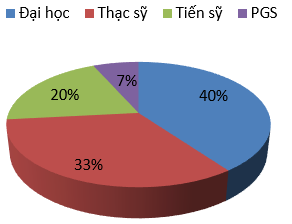 Đại học Thạc sỹ Tiến sỹ PGS
7%
20% 40%
33%